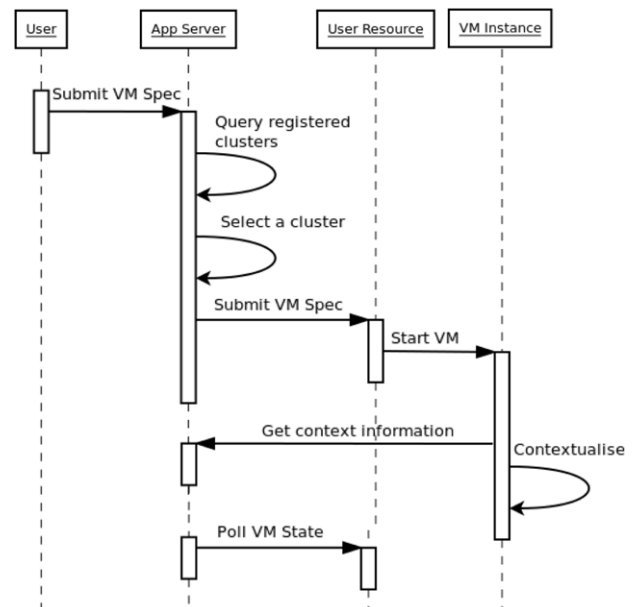 User
App Server
User Resource
VM Instance
Submit VM Spec
Query registered
clusters
Select a cluster
Submit VM Spec
Start VM
Get context information
Contextualise
Poll VM State